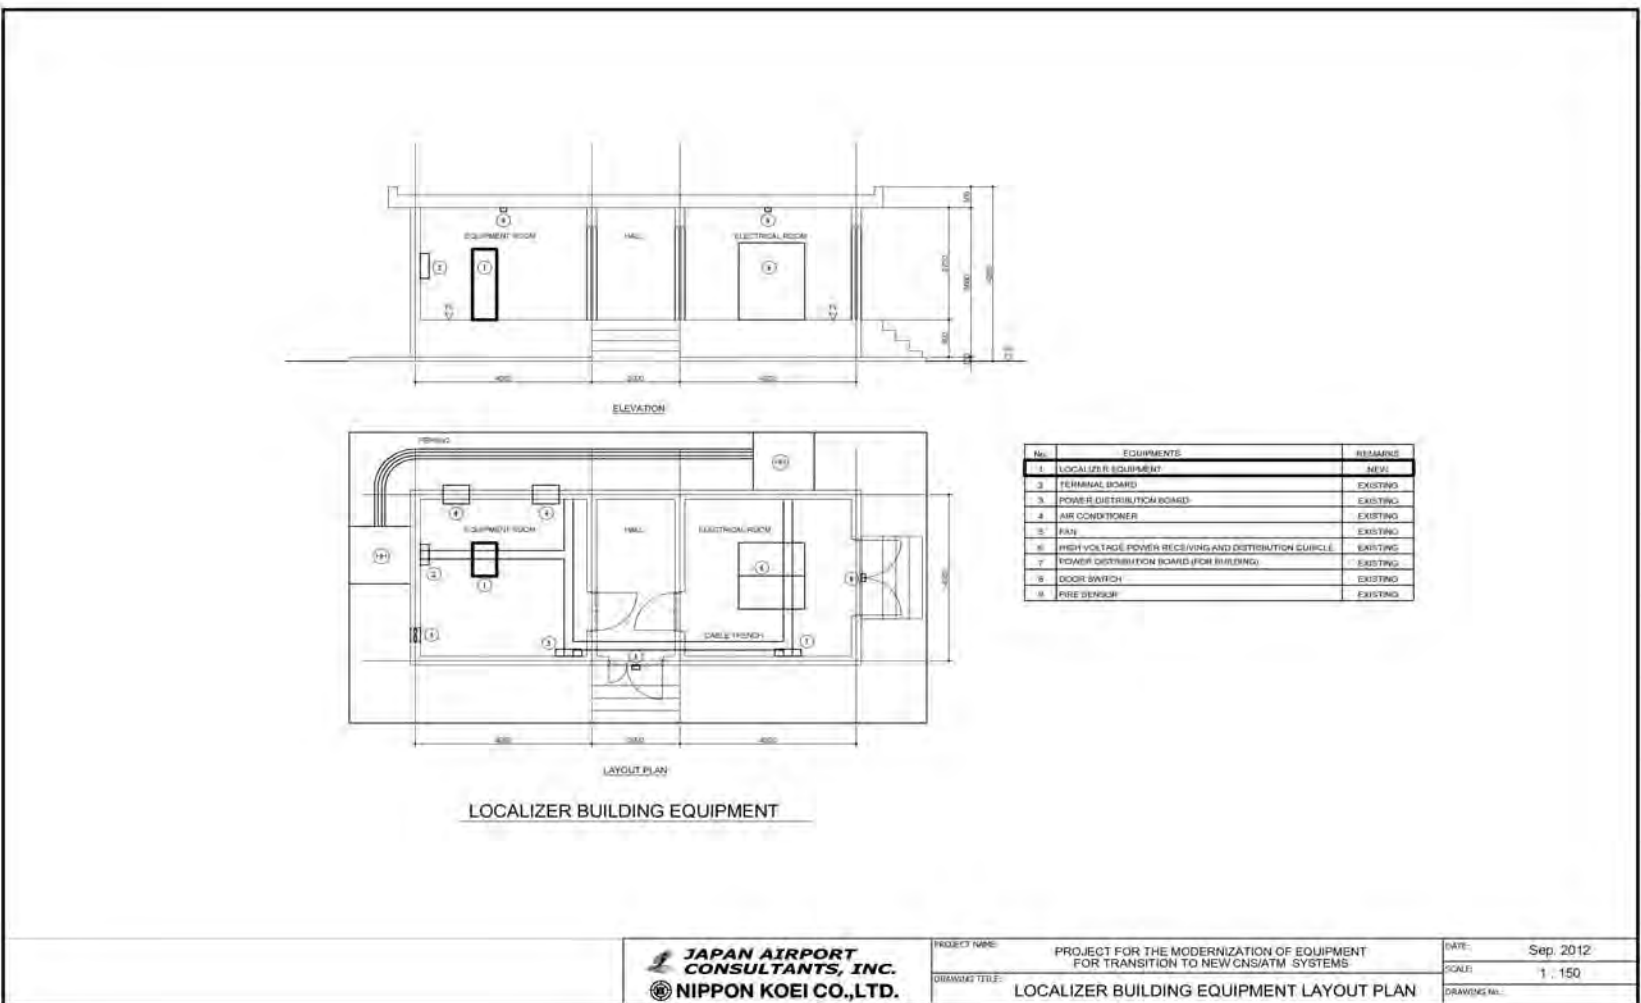 EQUIPMENT ROOM
HALL
ELECTRICAL ROOM
ELEVATION
EQUIPMENT ROOM
HALL
ELECTRICAL ROOM
CABLE TRENCH
LAYOUT PLAN
LOCALIZER BUILDING EQUIPMENT
No. EQUIPMENTS REMARKS
1 LOCALIZER EQUIPMENT NEW
2 TERMINAL BOARD EXISTING
3 POWER DISTRIBUTION BOARD EXISTING
4 AIR CONDITIONER EXISTING
5 FAN EXISTING
6 HIGH VOLTAGE POWER RECEIVING AND DISTRIBUTION CUBICLE EXISTING
7 POWER DISTRIBUTION BOARD (FOR BUILDING) EXISTING
8 DOOR SWITCH EXISTING
9 FIRE SENSOR EXISTING
JAPAN AIRPORT
CONSULTANTS, INC.
NIPPON KOEI CO.,LTD.
PROJECT NAME:
PROJECT FOR THE MODERNIZATION OF EQUIPMENT
FOR TRANSITION TO NEW CNS/ATM SYSTEMS
DRAWING TITLE:
LOCALIZER BUILDING EQUIPMENT LAYOUT PLAN
DATE: Sep. 2012
SCALE: 1 : 150
DRAWING No.: